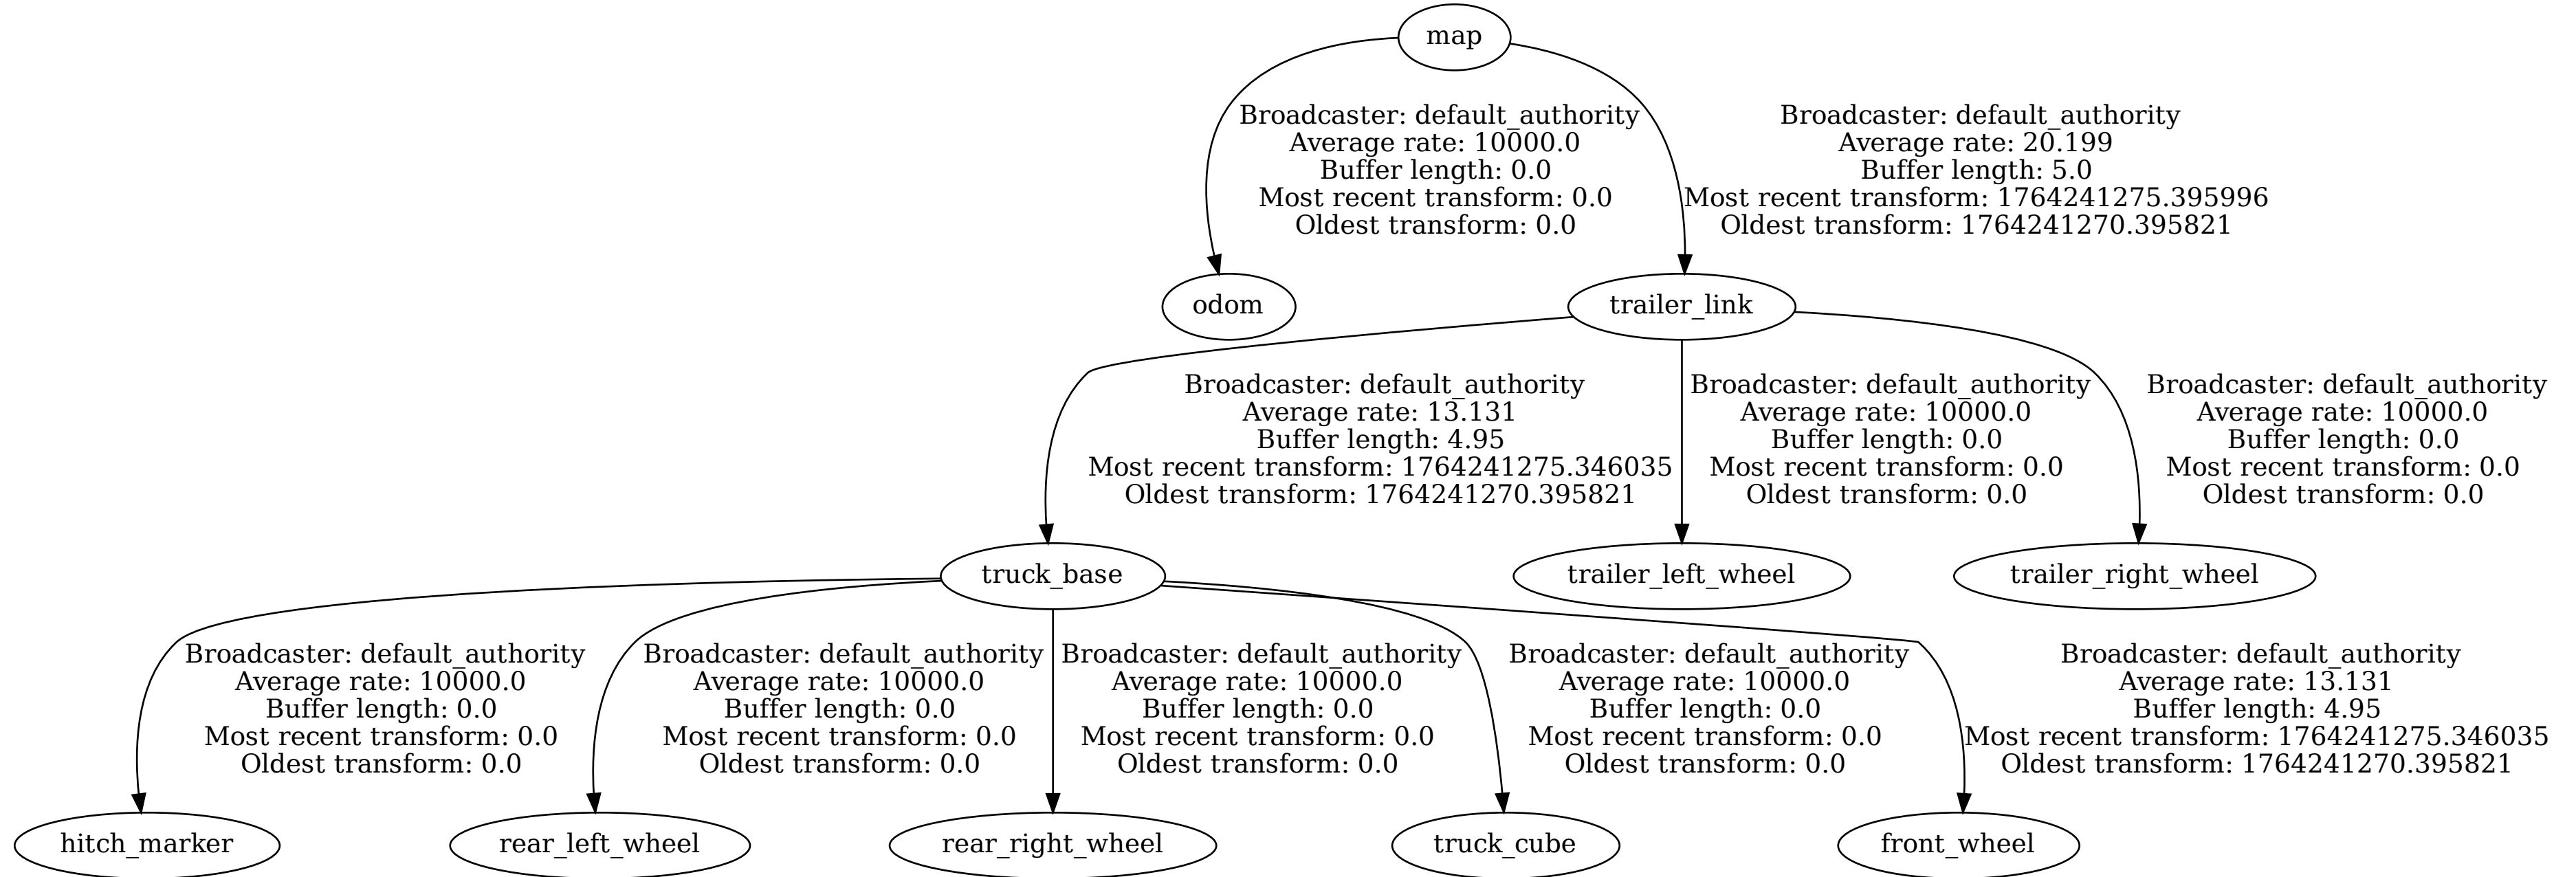 map
Broadcaster: default_authority
Average rate: 10000.0
Buffer length: 0.0
Most recent transform: 0.0
Oldest transform: 0.0
Broadcaster: default_authority
Average rate: 20.199
Buffer length: 5.0
Most recent transform: 1764241275.395996
Oldest transform: 1764241270.395821
odom
trailer_link
Broadcaster: default_authority
Average rate: 13.131
Buffer length: 4.95
Most recent transform: 1764241275.346035
Oldest transform: 1764241270.395821
Broadcaster: default_authority
Average rate: 10000.0
Buffer length: 0.0
Most recent transform: 0.0
Oldest transform: 0.0
Broadcaster: default_authority
Average rate: 10000.0
Buffer length: 0.0
Most recent transform: 0.0
Oldest transform: 0.0
truck_base
trailer_left_wheel
trailer_right_wheel
Broadcaster: default_authority
Average rate: 10000.0
Buffer length: 0.0
Most recent transform: 0.0
Oldest transform: 0.0
Broadcaster: default_authority
Average rate: 10000.0
Buffer length: 0.0
Most recent transform: 0.0
Oldest transform: 0.0
Broadcaster: default_authority
Average rate: 10000.0
Buffer length: 0.0
Most recent transform: 0.0
Oldest transform: 0.0
Broadcaster: default_authority
Average rate: 10000.0
Buffer length: 0.0
Most recent transform: 0.0
Oldest transform: 0.0
Broadcaster: default_authority
Average rate: 13.131
Buffer length: 4.95
Most recent transform: 1764241275.346035
Oldest transform: 1764241270.395821
hitch_marker
rear_left_wheel
rear_right_wheel
truck_cube
front_wheel